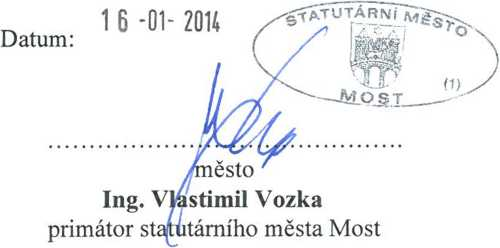 Datum: 16 -01- 2014
STATUTÁRNÍ MĚSTO
MOST
(1)
................................................
město
Ing. Vlastimil Vozka
primátor statutárního města Most